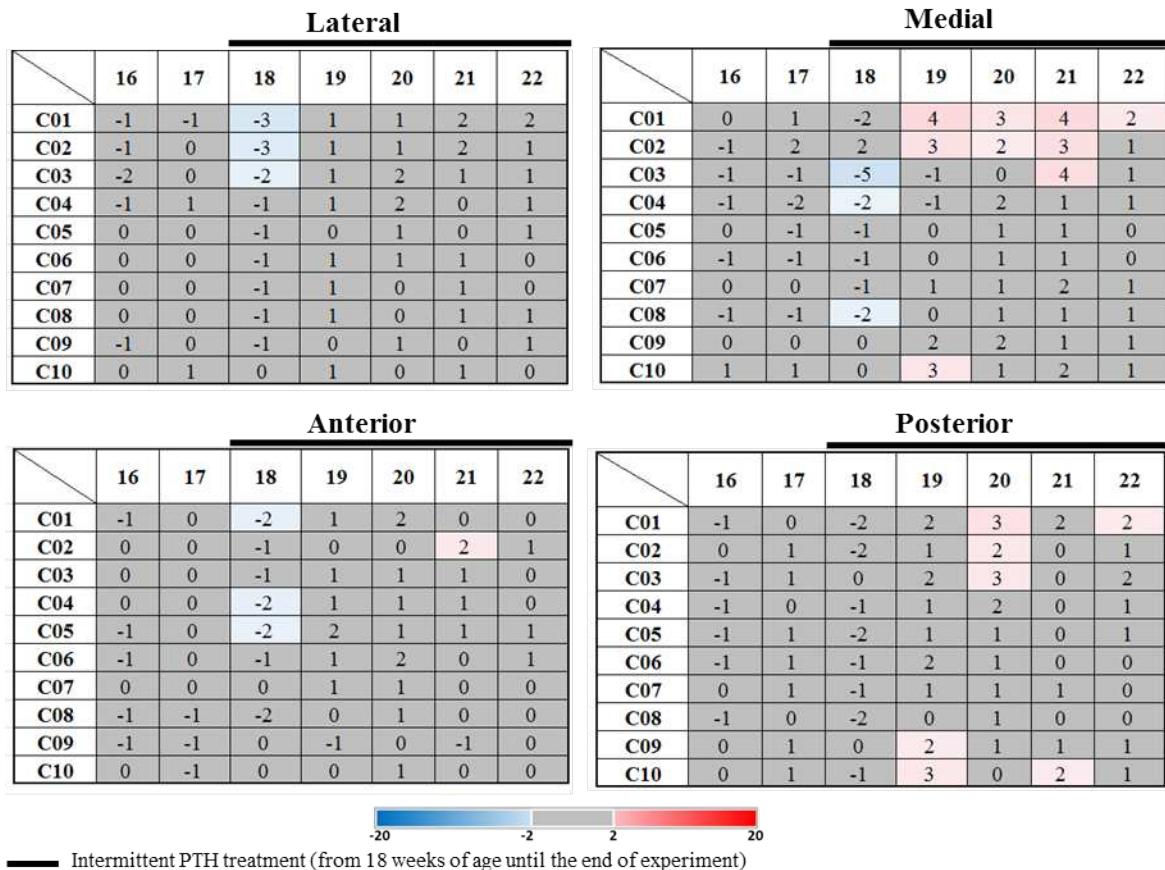 Lateral
16 17 18 19 20 21 22
C01 -1 -1 -3 1 1 2 2
C02 -1 0 -3 1 1 2 1
C03 -2 0 -2 1 2 1 1
C04 -1 1 -1 1 2 0 1
C05 0 0 -1 0 1 0 1
C06 0 0 -1 1 1 1 0
C07 0 0 -1 1 0 1 0
C08 0 0 -1 1 0 1 1
C09 -1 0 -1 0 1 0 1
C10 0 1 0 1 0 1 0
Medial
16 17 18 19 20 21 22
C01 0 1 -2 4 3 4 2
C02 -1 2 2 3 2 3 1
C03 -1 -1 -5 -1 0 4 1
C04 -1 -2 -2 -1 2 1 1
C05 0 -1 -1 0 1 1 0
C06 -1 -1 -1 0 1 1 0
C07 0 0 -1 1 1 2 1
C08 -1 -1 -2 0 1 1 1
C09 0 0 0 2 2 1 1
C10 1 1 0 3 1 2 1
Anterior
16 17 18 19 20 21 22
C01 -1 0 -2 1 2 0 0
C02 0 0 -1 0 0 2 1
C03 0 0 -1 1 1 1 0
C04 0 0 -2 1 1 1 0
C05 -1 0 -2 2 1 1 1
C06 -1 0 -1 1 2 0 1
C07 0 0 0 1 1 0 0
C08 -1 -1 -2 0 1 0 0
C09 -1 -1 0 -1 0 -1 0
C10 0 -1 0 0 1 0 0
Posterior
16 17 18 19 20 21 22
C01 -1 0 -2 2 3 2 2
C02 0 1 -2 1 2 0 1
C03 -1 1 0 2 3 0 2
C04 -1 0 -1 1 2 0 1
C05 -1 1 -2 1 1 0 1
C06 -1 1 -1 2 1 0 0
C07 0 1 -1 1 1 1 0
C08 -1 0 -2 0 1 0 0
C09 0 1 0 2 1 1 1
C10 0 1 -1 3 0 2 1
-20 -2 2 20
Intermittent PTH treatment (from 18 weeks of age until the end of experiment)